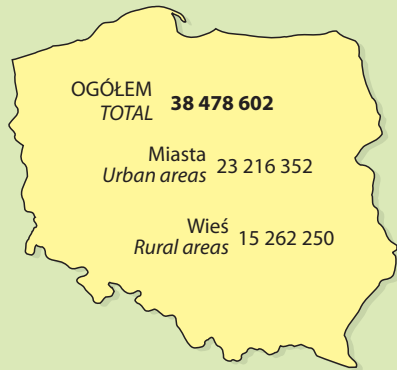 OGÓŁEM
TOTAL 38 478 602
Miasta
Urban areas 23 216 352
Wieś
Rural areas 15 262 250